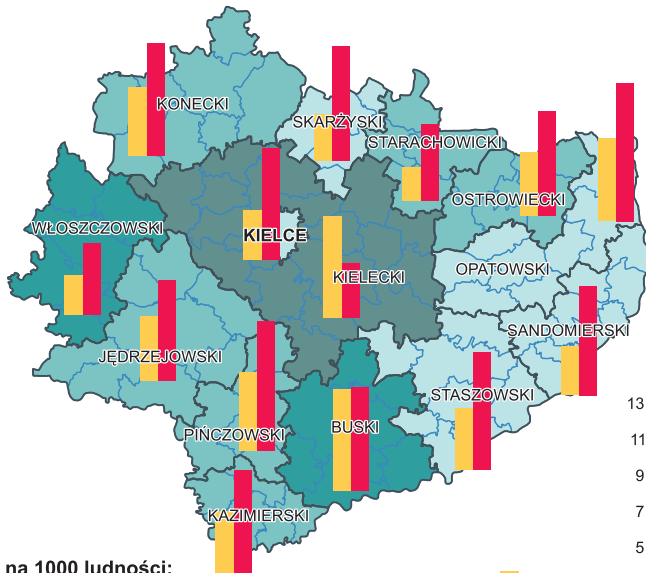 KONECKI
SKARŻYSKI
STARACHOWICKI
OSTROWIECKI
WŁOSZCZOWSKI
KIELCE
KIELECKI
OPATOWSKI
SANDOMIERSKI
JĘDRZEJOWSKI
STASZOWSKI
PIŃCZOWSKI
BUSKI
KAZIMIERSKI
13
11
9
7
5
na 1000 ludności: